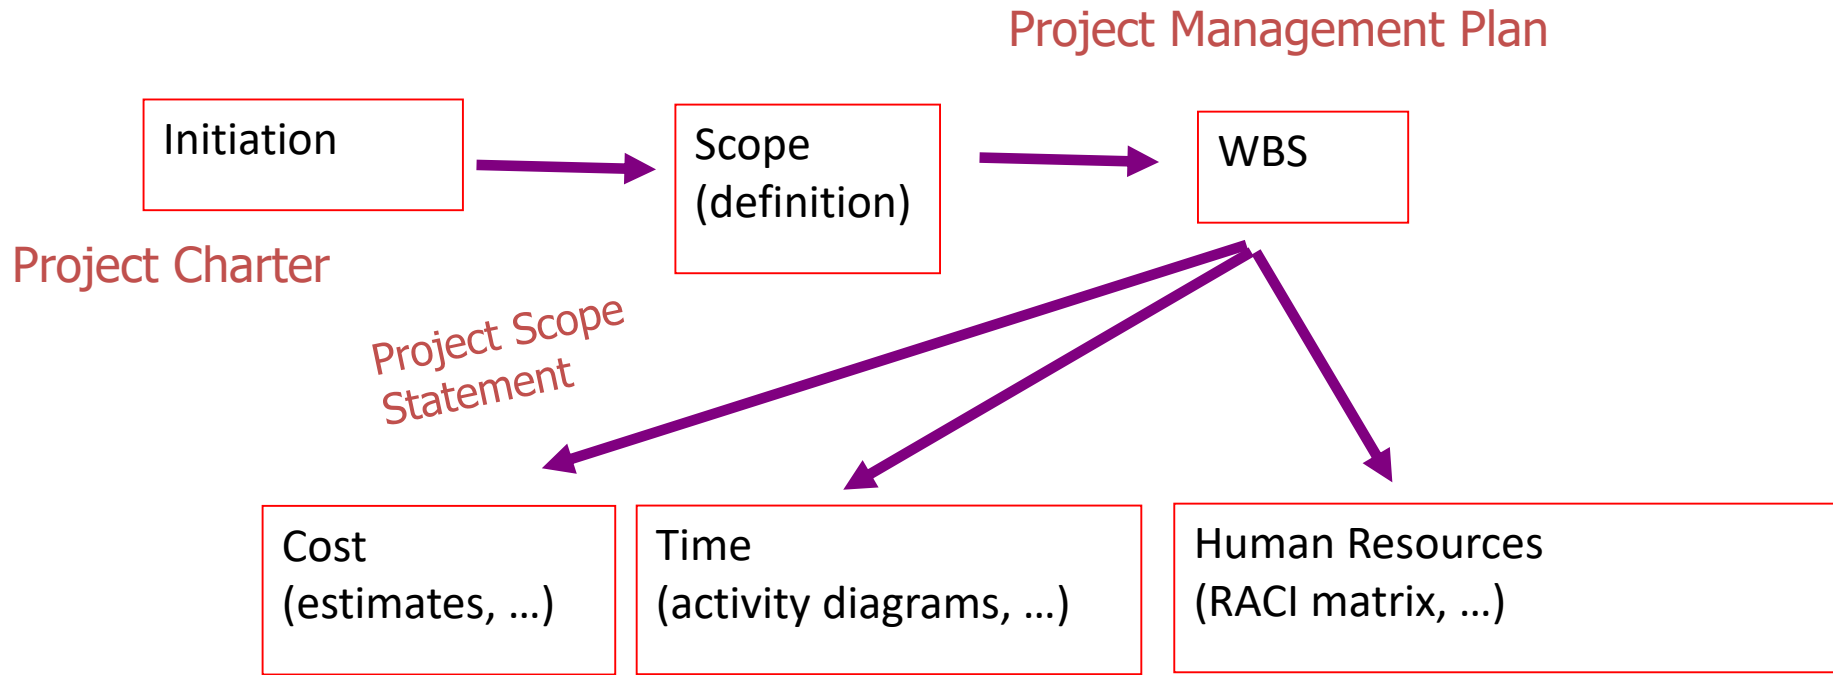 Project Management Plan
Initiation
Scope
(definition)
WBS
Project Charter
Project Scope
Statement
Cost
(estimates, …)
Time
(activity diagrams, …)
Human Resources
(RACI matrix, …)